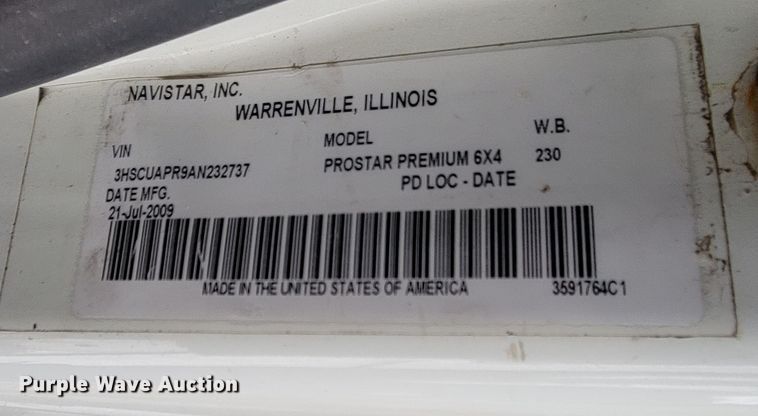 NAVISTAR, INC.
WARRENVILLE, ILLINOIS
VIN MODEL W.B.
3HSCUAPR9AN232737 PROSTAR PREMIUM 6X4 230
DATE MFG. PD LOC - DATE
21-Jul-2009
MADE IN THE UNITED STATES OF AMERICA 3591764C1
Purple Wave Auction